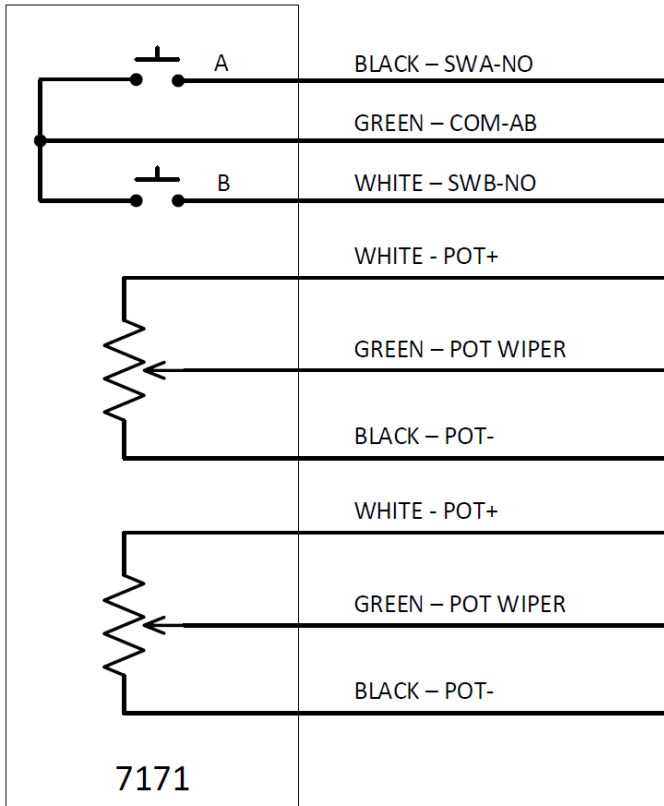 A
BLACK – SWA-NO
GREEN – COM-AB
B
WHITE – SWB-NO
WHITE - POT+
GREEN – POT WIPER
BLACK – POT-
WHITE - POT+
GREEN – POT WIPER
BLACK – POT-
7171